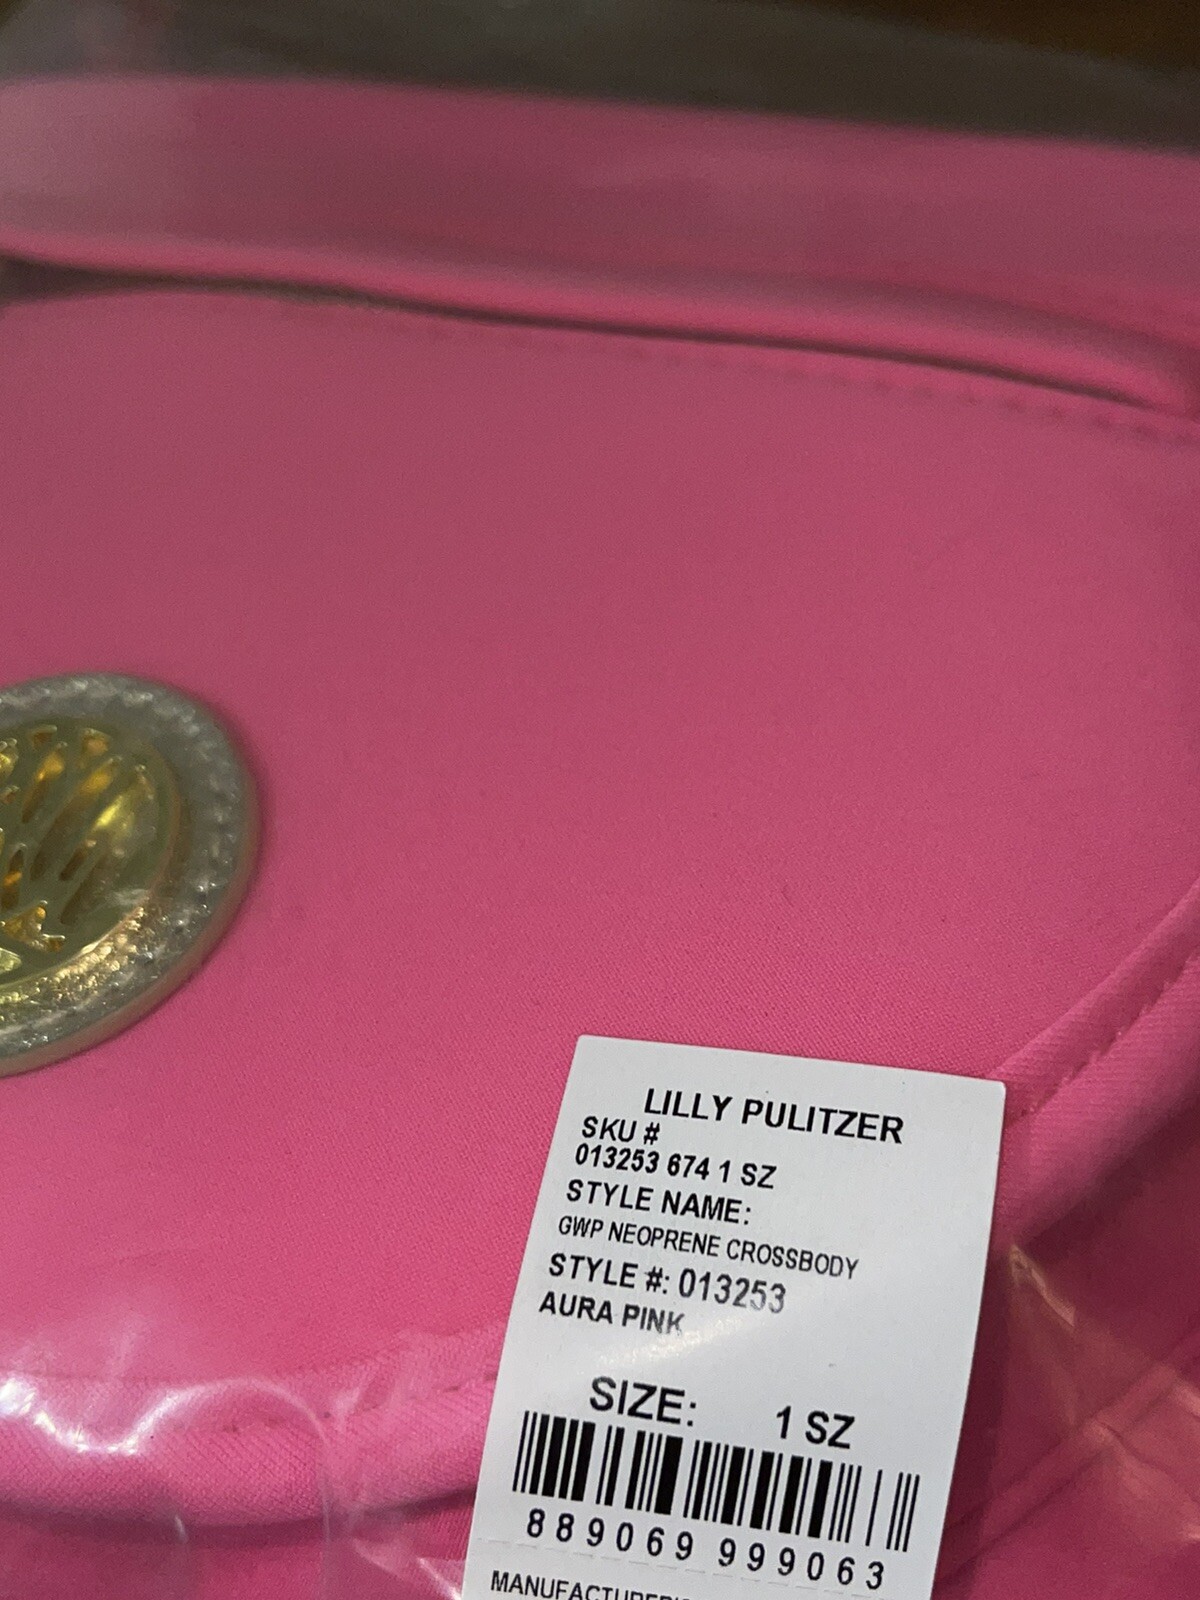 LILLY PULITZER
SKU #
013253 674 1 SZ
STYLE NAME:
GWP NEOPRENE CROSSBODY
STYLE #: 013253
AURA PINK
SIZE: 1 SZ
889069 999063